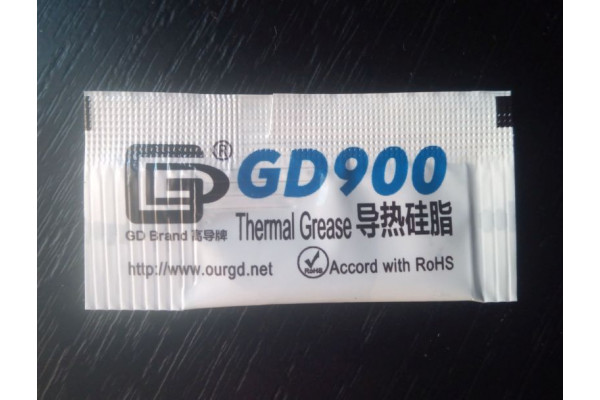 GD ® GD900
GD Brand 高导牌 Thermal Grease 导热硅脂
http://www.ourgd.net RoHS Accord with RoHS